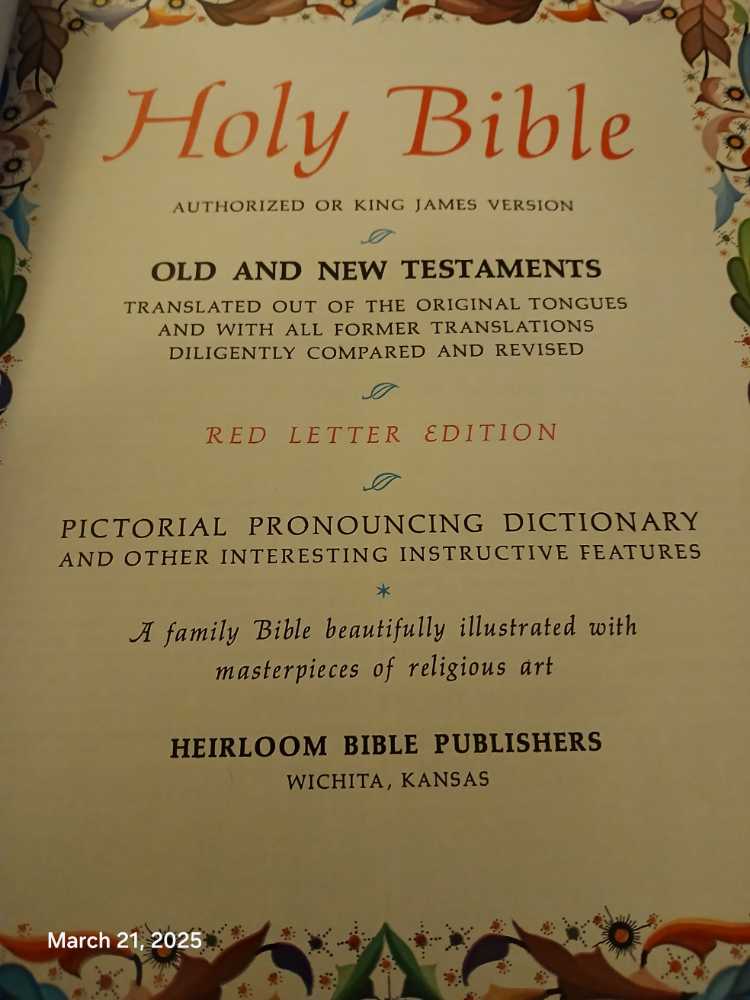 Holy Bible
AUTHORIZED OR KING JAMES VERSION
OLD AND NEW TESTAMENTS
TRANSLATED OUT OF THE ORIGINAL TONGUES
AND WITH ALL FORMER TRANSLATIONS
DILIGENTLY COMPARED AND REVISED
RED LETTER EDITION
PICTORIAL PRONOUNCING DICTIONARY
AND OTHER INTERESTING INSTRUCTIVE FEATURES
*
A family Bible beautifully illustrated with
masterpieces of religious art
HEIRLOOM BIBLE PUBLISHERS
WICHITA, KANSAS
March 21, 2025